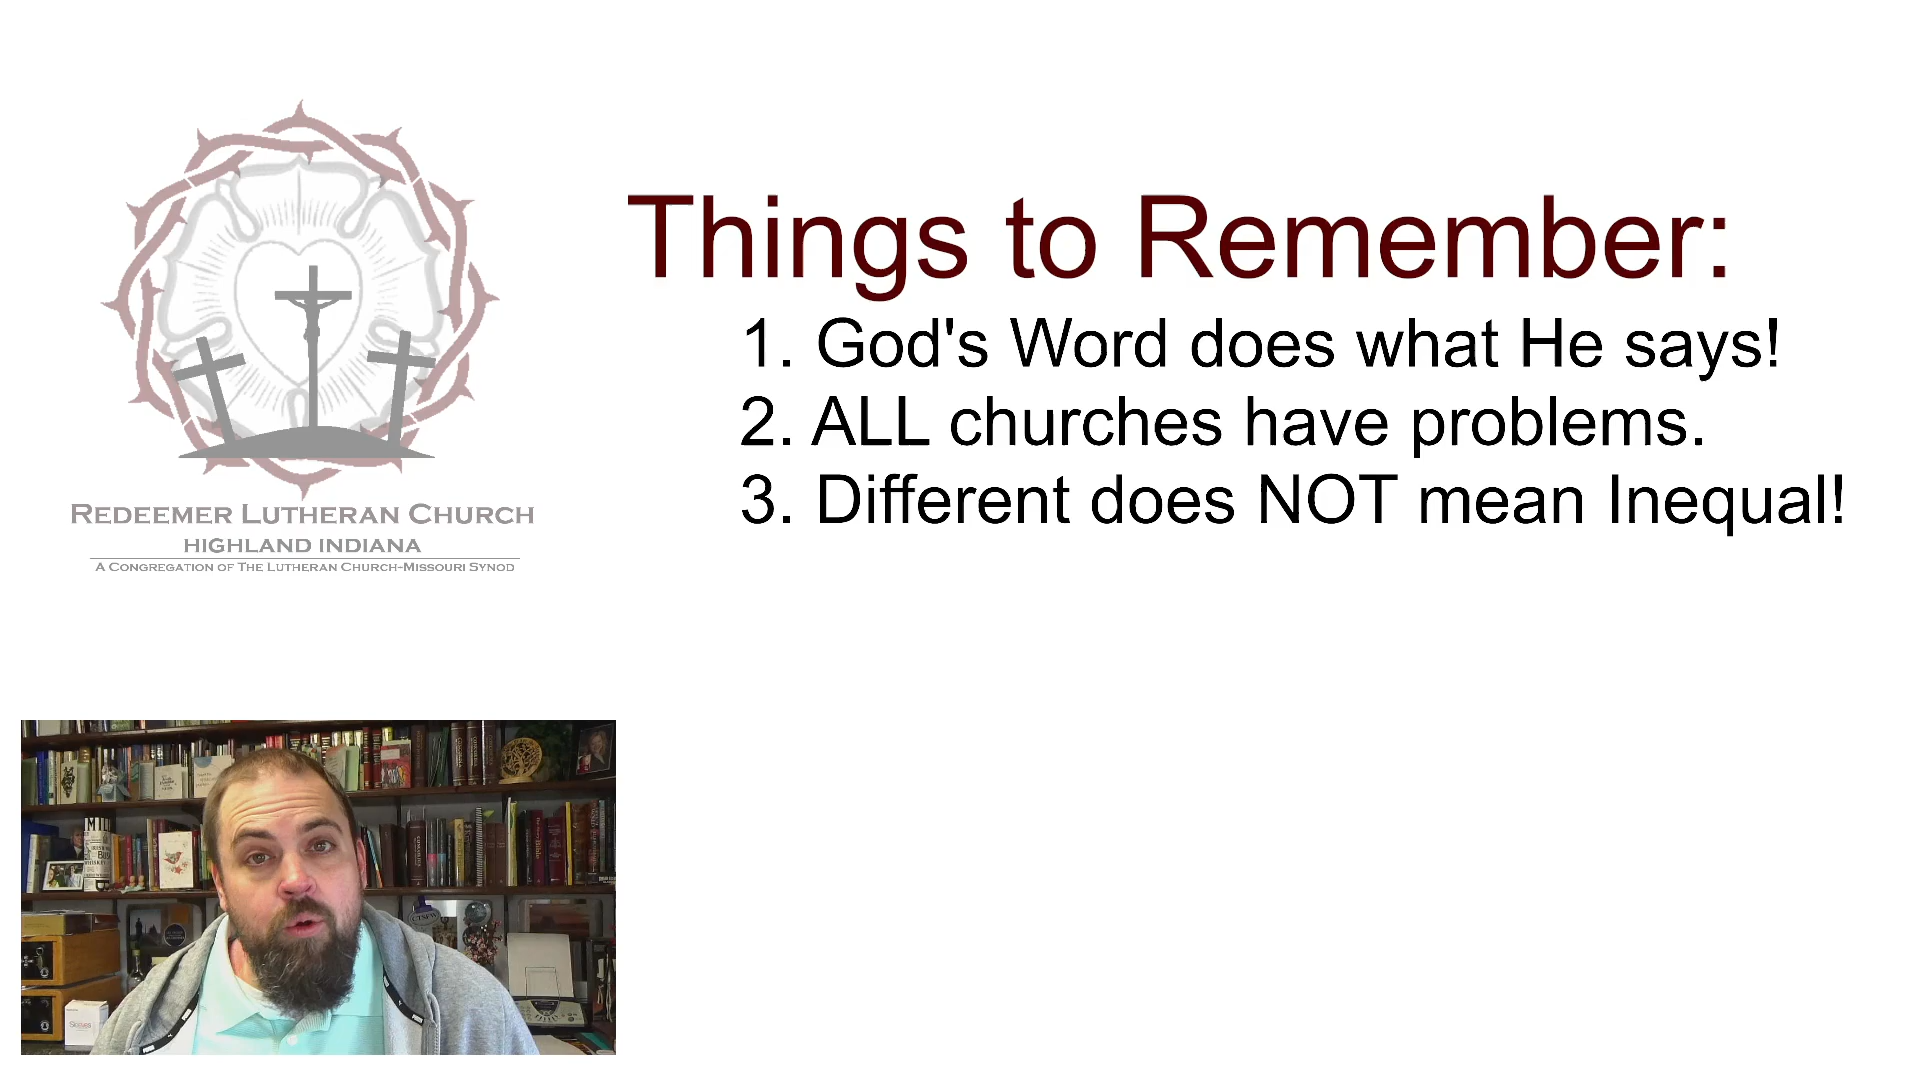 Things to Remember:
1. God's Word does what He says!
2. ALL churches have problems.
3. Different does NOT mean Inequal!
REDEEMER LUTHERAN CHURCH
HIGHLAND INDIANA
A CONGREGATION OF THE LUTHERAN CHURCH-MISSOURI SYNOD
CTSFW